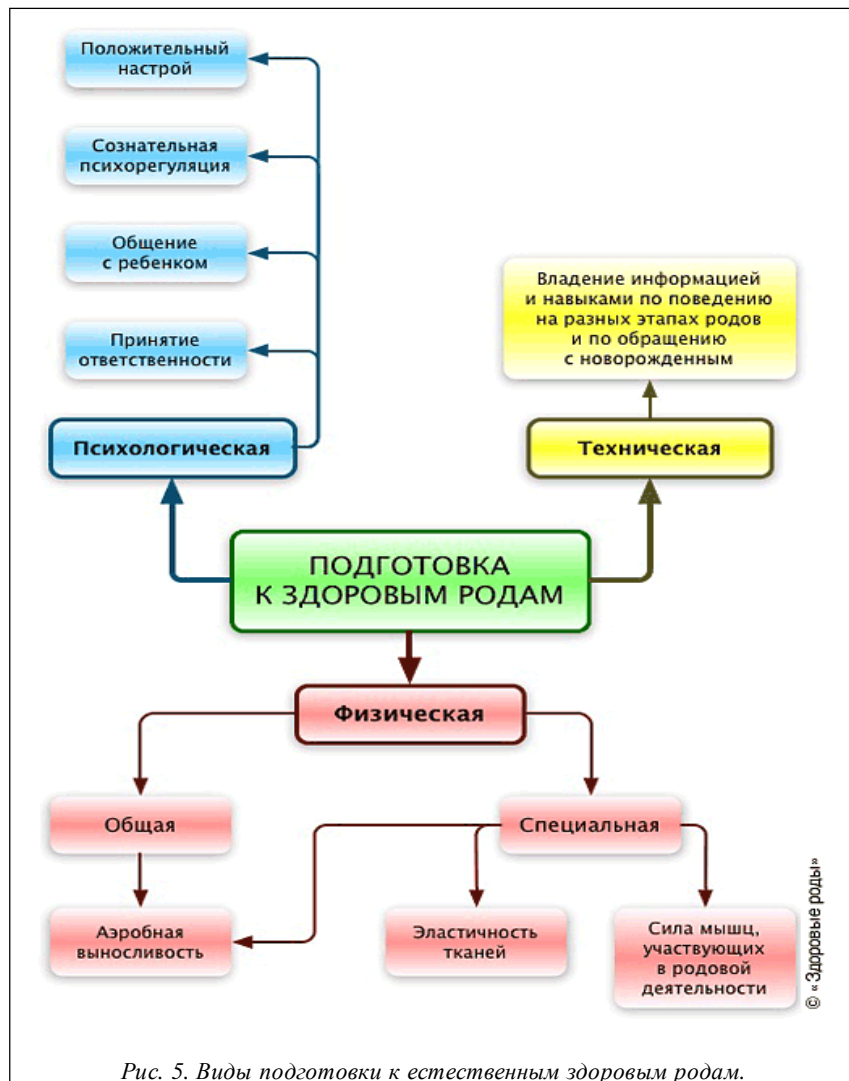 Положительный
настрой
Сознательная
психорегуляция
Общение
с ребенком
Принятие
ответственности
Психологическая
Владение информацией
и навыками по поведению
на разных этапах родов
и по обращению
с новорожденным
Техническая
ПОДГОТОВКА
К ЗДОРОВЫМ РОДАМ
Физическая
Общая
Специальная
Аэробная
выносливость
Эластичность
тканей
Сила мышц,
участвующих
в родовой
деятельности
© «Здоровые роды»
Рис. 5. Виды подготовки к естественным здоровым родам.